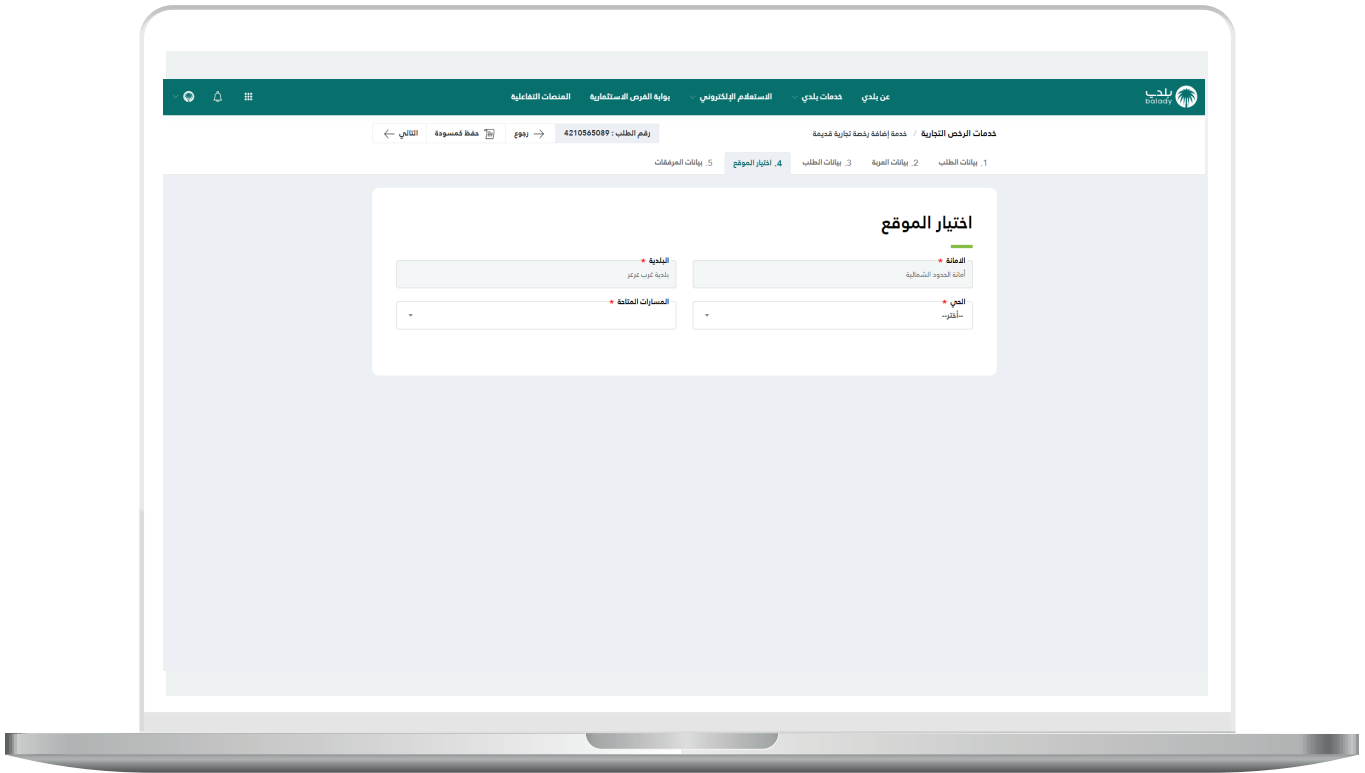 بلدي
balady
عن بلدي خدمات بلدي الاستعلام الإلكتروني بوابة الفرص الاستثمارية المنصات التفاعلية
خدمات الرخص التجارية / خدمة إضافة رخصة تجارية قديمة
رقم الطلب : 4210565089 رجوع حفظ كمسودة التالي
1. بيانات الطلب 2. بيانات العربة 3. بيانات الطلب 4. اختيار الموقع 5. بيانات المرفقات
اختيار الموقع
الامانة * البلدية *
أمانة الحدود الشمالية بلدية غرب عرعر
الحي * المسارات المتاحة *
--أختر--